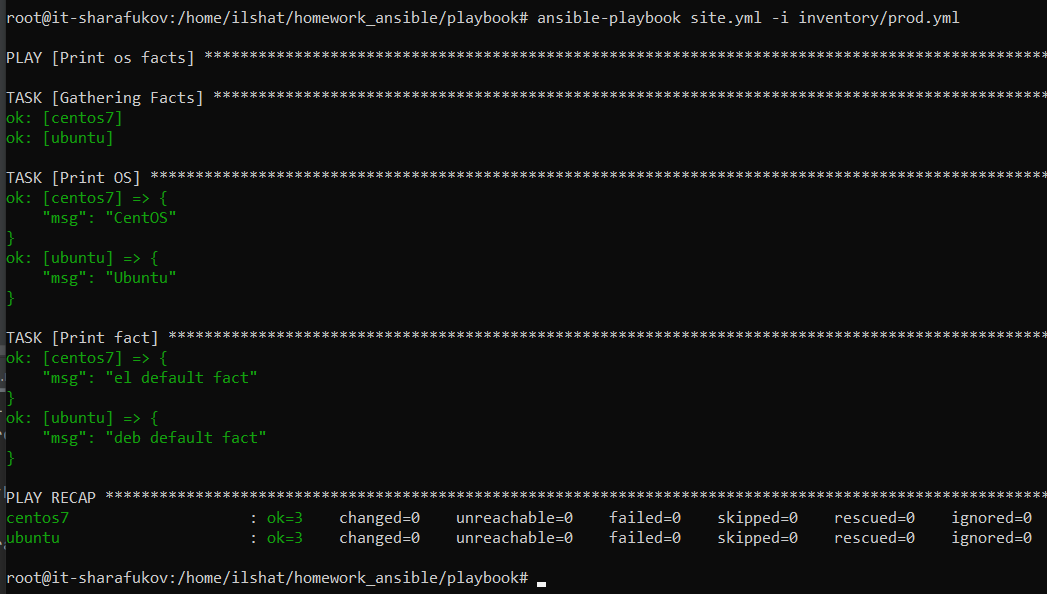 root@it-sharafukov:/home/ilshat/homework_ansible/playbook# ansible-playbook site.yml -i inventory/prod.yml
PLAY [Print os facts] *********************************************************************************************
TASK [Gathering Facts] ********************************************************************************************
ok: [centos7]
ok: [ubuntu]
TASK [Print OS] ***************************************************************************************************
ok: [centos7] => {
    "msg": "CentOS"
}
ok: [ubuntu] => {
    "msg": "Ubuntu"
}
TASK [Print fact] *************************************************************************************************
ok: [centos7] => {
    "msg": "el default fact"
}
ok: [ubuntu] => {
    "msg": "deb default fact"
}
PLAY RECAP ********************************************************************************************************
centos7                    : ok=3    changed=0    unreachable=0    failed=0    skipped=0    rescued=0    ignored=0
ubuntu                     : ok=3    changed=0    unreachable=0    failed=0    skipped=0    rescued=0    ignored=0
root@it-sharafukov:/home/ilshat/homework_ansible/playbook#